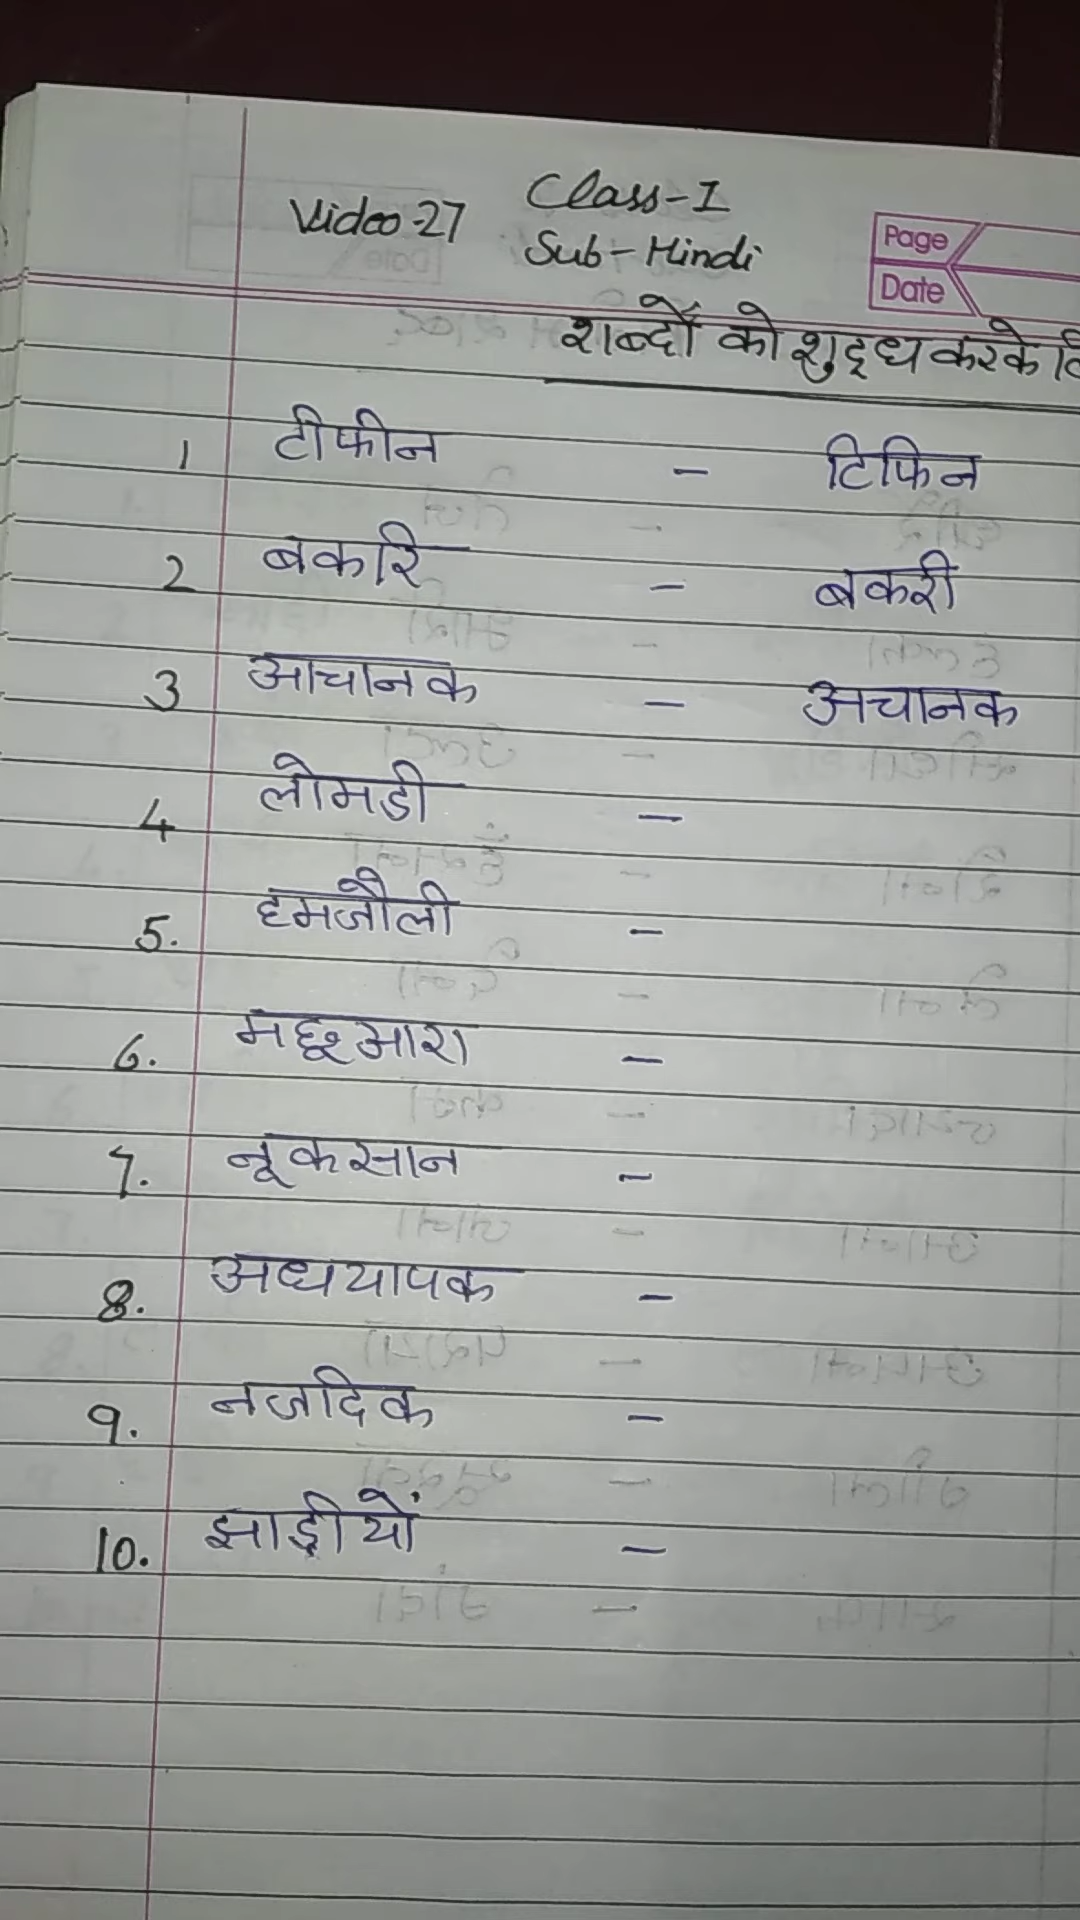 Video-27
Class-I
Sub-Hindi
Page
Date
शब्दों को शुद्ध करके
1 टीफीन - टिफिन
2 बकरि - बकरी
3 आचानक - अचानक
4 लोमडी -
5. हमजौली -
6. मछूआरा -
7. नूकसान -
8. अधयापक -
9. नजदिक -
10. झाड़ीयों -